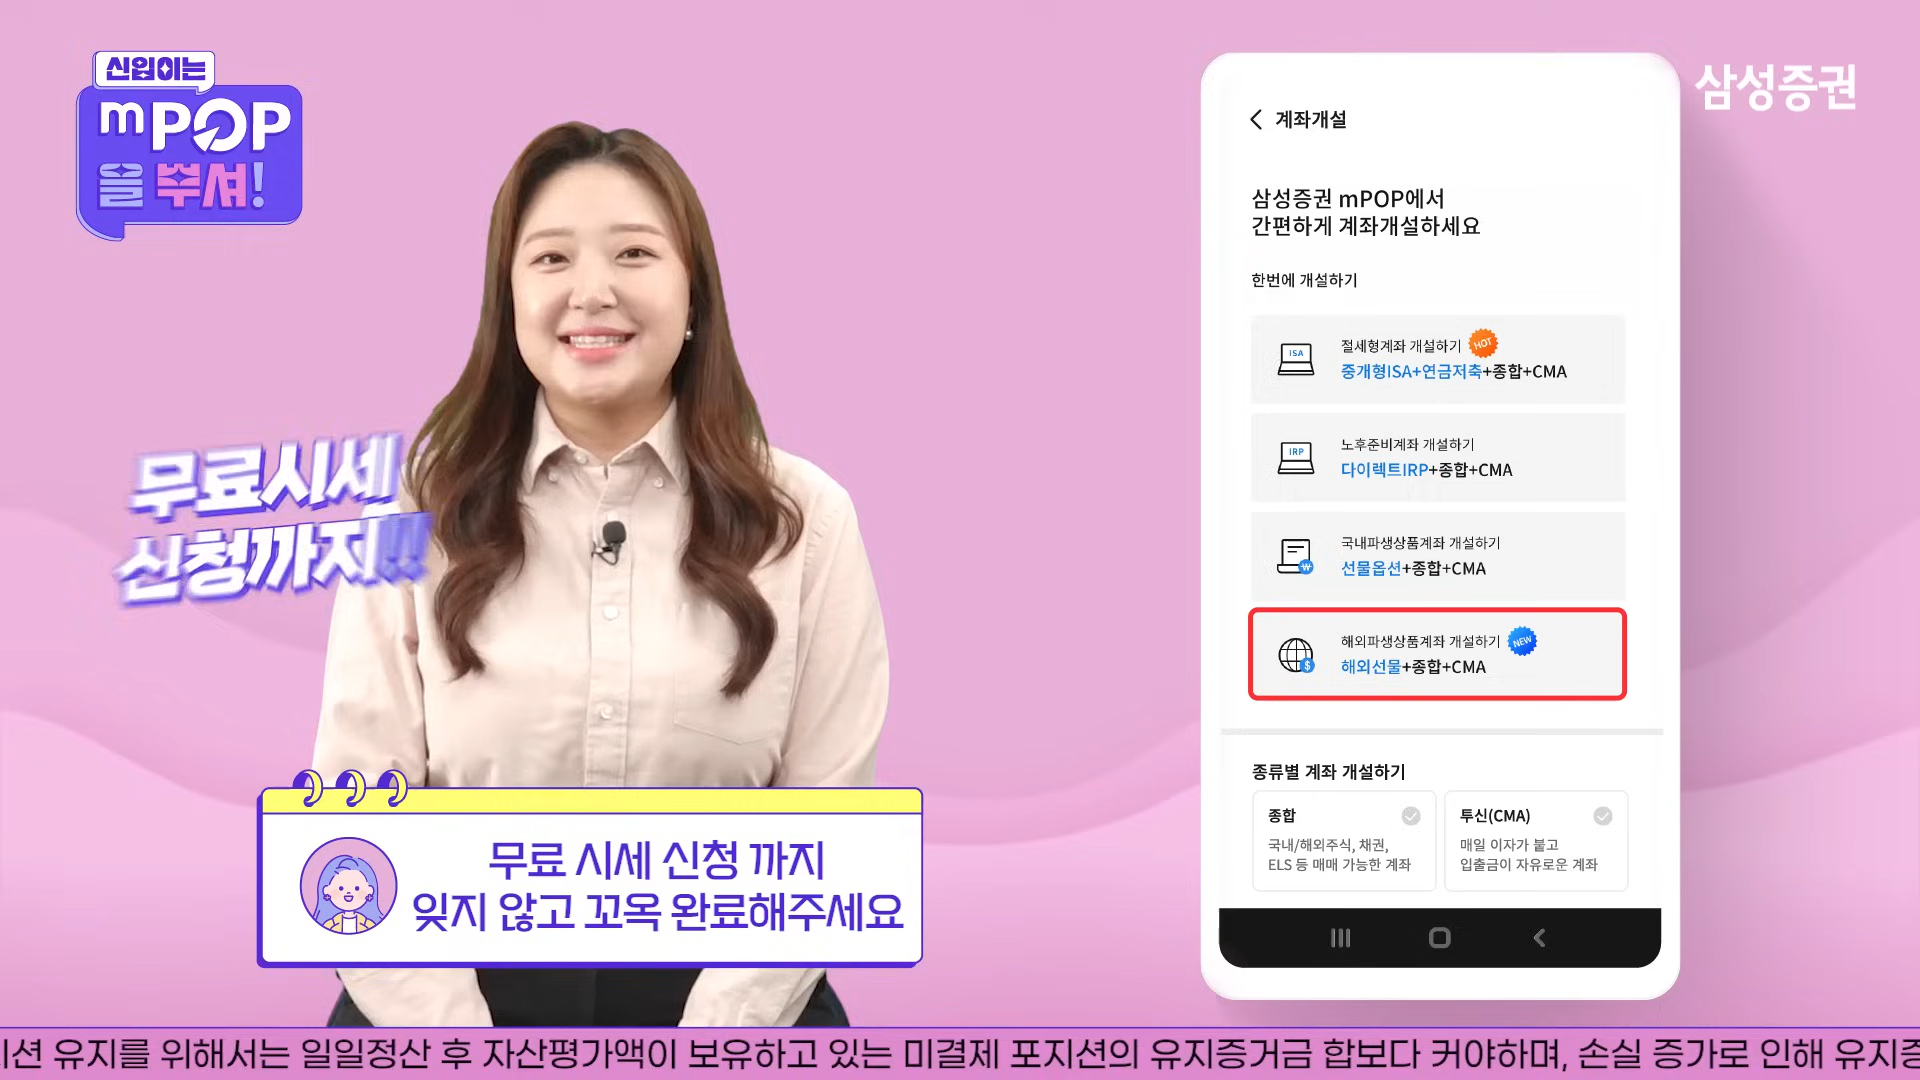 신입이는
mPOP
을 뿌셔!
삼성증권
무료시세
신청까지!!
무료 시세 신청 까지
잊지 않고 꼬옥 완료해주세요
계좌개설
삼성증권 mPOP에서
간편하게 계좌개설하세요
한번에 개설하기
ISA
절세형계좌 개설하기 HOT
중개형ISA+연금저축+종합+CMA
IRP
노후준비계좌 개설하기
다이렉트IRP+종합+CMA
국내파생상품계좌 개설하기
선물옵션+종합+CMA
해외파생상품계좌 개설하기 NEW
해외선물+종합+CMA
종류별 계좌 개설하기
종합
국내/해외주식, 채권,
ELS 등 매매 가능한 계좌
투신(CMA)
매일 이자가 붙고
입출금이 자유로운 계좌
유지를 위해서는 일일정산 후 자산평가액이 보유하고 있는 미결제 포지션의 유지증거금 합보다 커야하며, 손실 증가로 인해